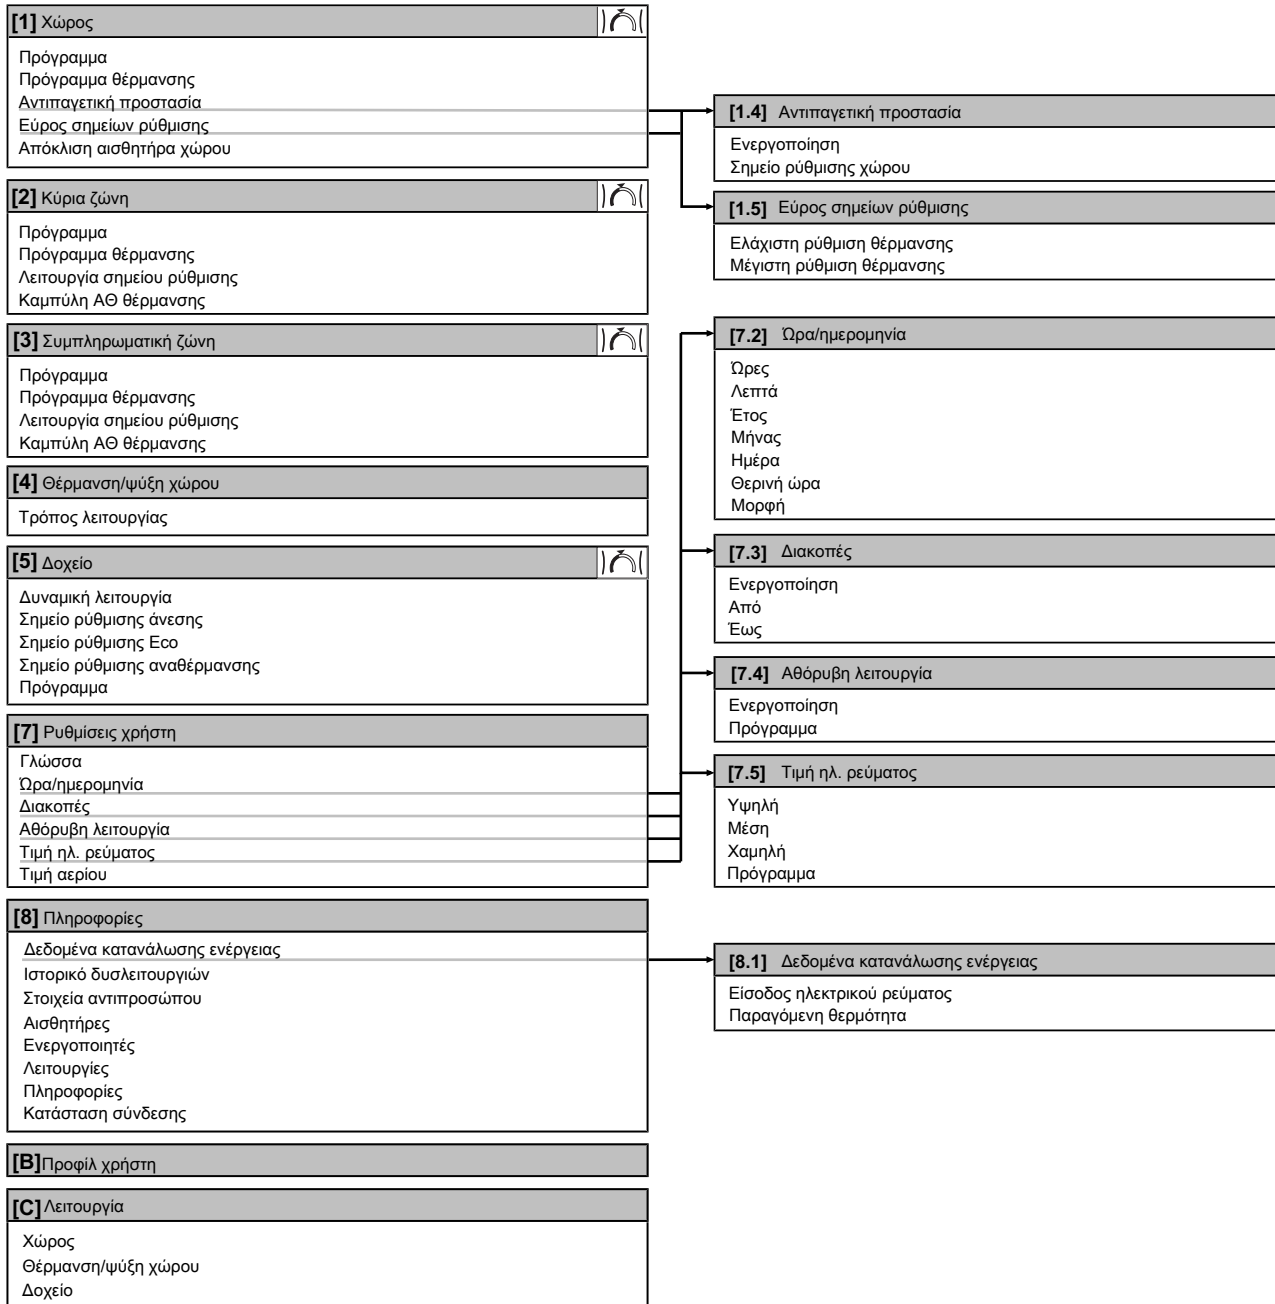 [1] Χώρος
Πρόγραμμα
Πρόγραμμα θέρμανσης
Αντιπαγετική προστασία
Εύρος σημείων ρύθμισης
Απόκλιση αισθητήρα χώρου
[1.4] Αντιπαγετική προστασία
Ενεργοποίηση
Σημείο ρύθμισης χώρου
[1.5] Εύρος σημείων ρύθμισης
Ελάχιστη ρύθμιση θέρμανσης
Μέγιστη ρύθμιση θέρμανσης
[2] Κύρια ζώνη
Πρόγραμμα
Πρόγραμμα θέρμανσης
Λειτουργία σημείου ρύθμισης
Καμπύλη ΑΘ θέρμανσης
[3] Συμπληρωματική ζώνη
Πρόγραμμα
Πρόγραμμα θέρμανσης
Λειτουργία σημείου ρύθμισης
Καμπύλη ΑΘ θέρμανσης
[4] Θέρμανση/ψύξη χώρου
Τρόπος λειτουργίας
[5] Δοχείο
Δυναμική λειτουργία
Σημείο ρύθμισης άνεσης
Σημείο ρύθμισης Eco
Σημείο ρύθμισης αναθέρμανσης
Πρόγραμμα
[7] Ρυθμίσεις χρήστη
Γλώσσα
Ώρα/ημερομηνία
Διακοπές
Αθόρυβη λειτουργία
Τιμή ηλ. ρεύματος
Τιμή αερίου
[7.2] Ώρα/ημερομηνία
Ώρες
Λεπτά
Έτος
Μήνας
Ημέρα
Θερινή ώρα
Μορφή
[7.3] Διακοπές
Ενεργοποίηση
Από
Έως
[7.4] Αθόρυβη λειτουργία
Ενεργοποίηση
Πρόγραμμα
[7.5] Τιμή ηλ. ρεύματος
Υψηλή
Μέση
Χαμηλή
Πρόγραμμα
[8] Πληροφορίες
Δεδομένα κατανάλωσης ενέργειας
Ιστορικό δυσλειτουργιών
Στοιχεία αντιπροσώπου
Αισθητήρες
Ενεργοποιητές
Λειτουργίες
Πληροφορίες
Κατάσταση σύνδεσης
[8.1] Δεδομένα κατανάλωσης ενέργειας
Είσοδος ηλεκτρικού ρεύματος
Παραγόμενη θερμότητα
[B] Προφίλ χρήστη
[C] Λειτουργία
Χώρος
Θέρμανση/ψύξη χώρου
Δοχείο